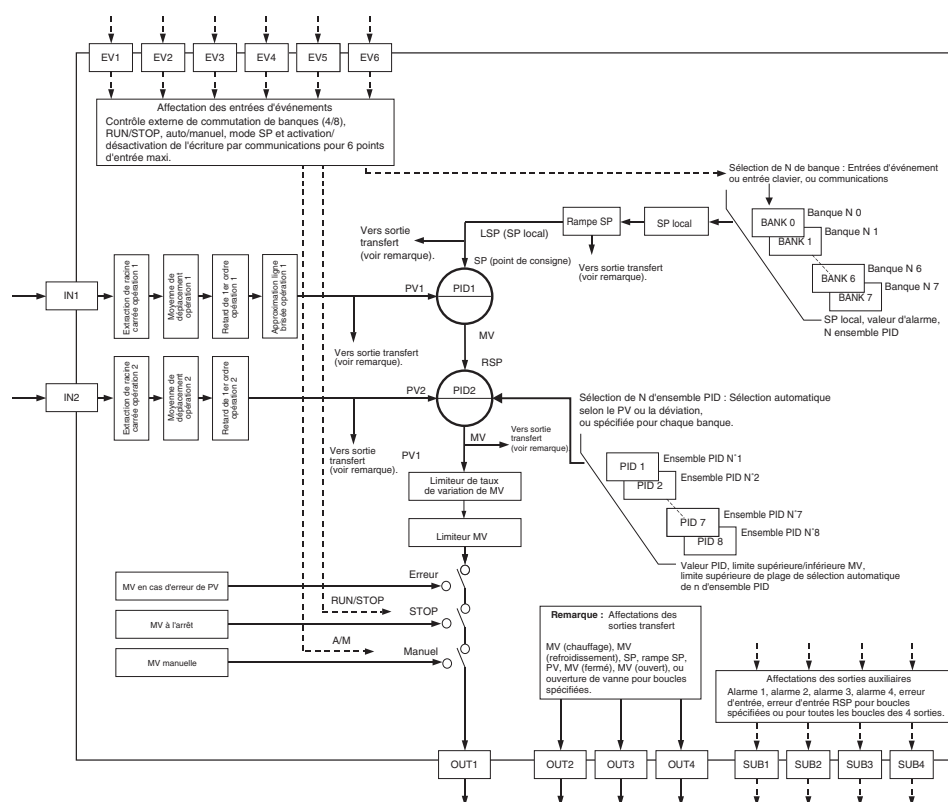 EV1 EV2 EV3 EV4 EV5 EV6
Affectation des entrées d'événements
Contrôle externe de commutation de banques (4/8),
RUN/STOP, auto/manuel, mode SP et activation/
désactivation de l'écriture par communications pour 6 points
d'entrée maxi.
Sélection de N de banque : Entrées d'événement
ou entrée clavier, ou communications
BANK 0
Banque N 0
BANK 1
Banque N 1
BANK 6
Banque N 6
BANK 7
Banque N 7
SP local, valeur d'alarme,
N ensemble PID
SP local
Rampe SP
LSP (SP local)
Vers sortie
transfert
(voir remarque).
Vers sortie transfert
(voir remarque).
SP (point de consigne)
IN1
Extraction de racine
carrée opération 1
Moyenne de
déplacement
opération 1
Retard de 1er ordre
opération 1
Approximation ligne
brisée opération 1
PV1
PID1
MV
RSP
Vers sortie transfert
(voir remarque).
IN2
Extraction de racine
carrée opération 2
Moyenne de
déplacement
opération 2
Retard de 1er ordre
opération 2
PV2
PID2
MV
PV1
Vers sortie
transfert
(voir remarque).
Vers sortie
transfert
(voir remarque).
Sélection de N d'ensemble PID : Sélection automatique
selon le PV ou la déviation,
ou spécifiée pour chaque banque.
PID 1
Ensemble PID N°1
PID 2
Ensemble PID N°2
PID 7
Ensemble PID N°7
PID 8
Ensemble PID N°8
Valeur PID, limite supérieure/inférieure MV,
limite supérieure de plage de sélection automatique
de n d'ensemble PID
Limiteur de taux
de variation de MV
Limiteur MV
MV en cas d'erreur de PV
Erreur
RUN/STOP
MV à l'arrêt
STOP
A/M
MV manuelle
Manuel
Remarque : Affectations des
sorties transfert
MV (chauffage), MV
(refroidissement), SP, rampe SP,
PV, MV (fermé), MV (ouvert), ou
ouverture de vanne pour boucles
spécifiées.
Affectations des sorties auxiliaires
Alarme 1, alarme 2, alarme 3, alarme 4, erreur
d'entrée, erreur d'entrée RSP pour boucles
spécifiées ou pour toutes les boucles des 4 sorties.
OUT1 OUT2 OUT3 OUT4 SUB1 SUB2 SUB3 SUB4